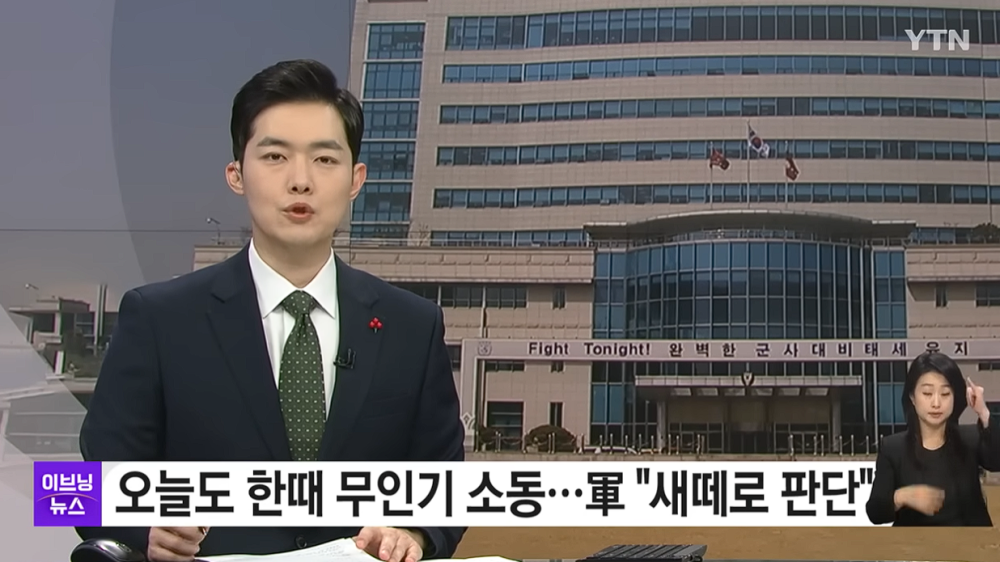 YTN
Fight Tonight! 완벽한 군사대비태세 유지
이브닝
뉴스
오늘도 한때 무인기 소동…軍 "새떼로 판단"